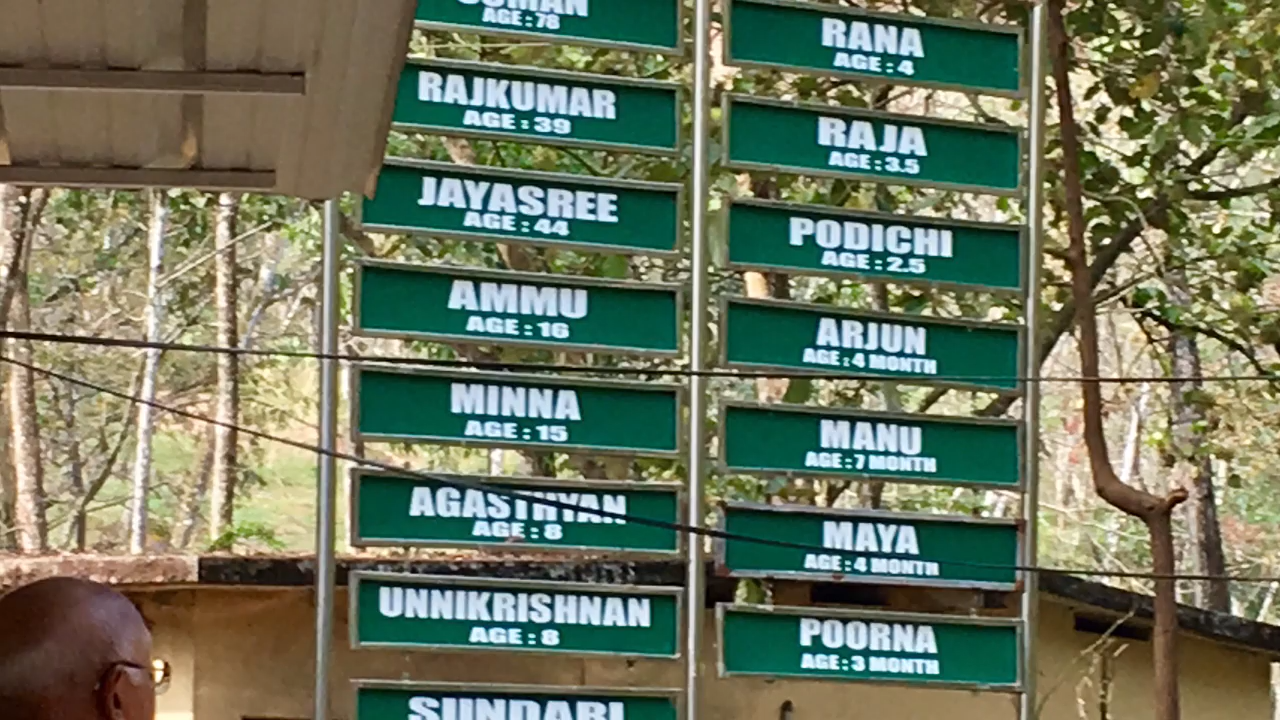 AGE : 78
RAJKUMAR
AGE : 39
JAYASREE
AGE : 44
AMMU
AGE : 16
MINNA
AGE : 15
AGASTHYAN
AGE : 8
UNNIKRISHNAN
AGE : 8
SUNDARI
RANA
AGE : 4
RAJA
AGE : 3.5
PODICHI
AGE : 2.5
ARJUN
AGE : 4 MONTH
MANU
AGE : 7 MONTH
MAYA
AGE : 4 MONTH
POORNA
AGE : 3 MONTH